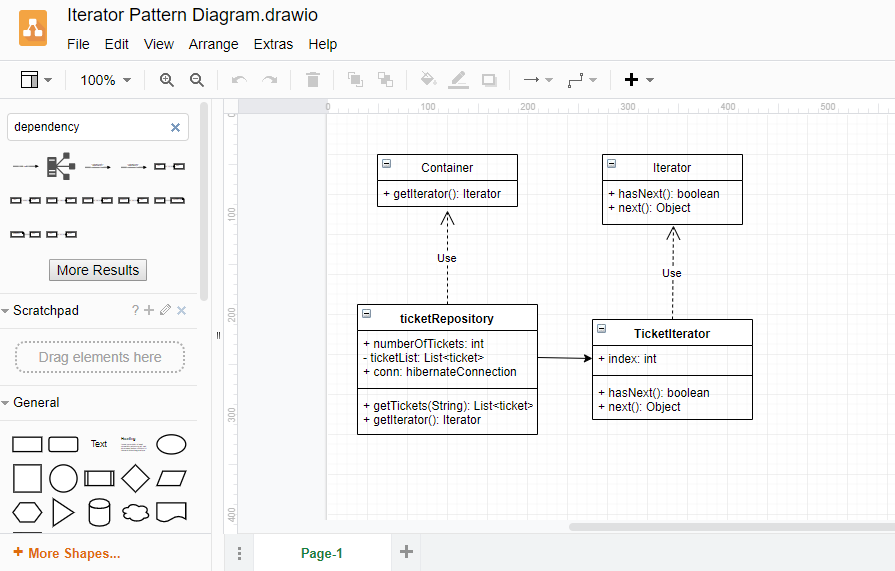 Iterator Pattern Diagram.drawio
File Edit View Arrange Extras Help
100%
dependency
More Results
Scratchpad
?
Drag elements here
General
Text
Heading
More Shapes...
0 100 200 300 400 500
0
100
200
300
400
Container
+ getIterator(): Iterator
Iterator
+ hasNext(): boolean
+ next(): Object
Use
Use
ticketRepository
+ numberOfTickets: int
- ticketList: List<ticket>
+ conn: hibernateConnection
+ getTickets(String): List<ticket>
+ getIterator(): Iterator
TicketIterator
+ index: int
+ hasNext(): boolean
+ next(): Object
Page-1